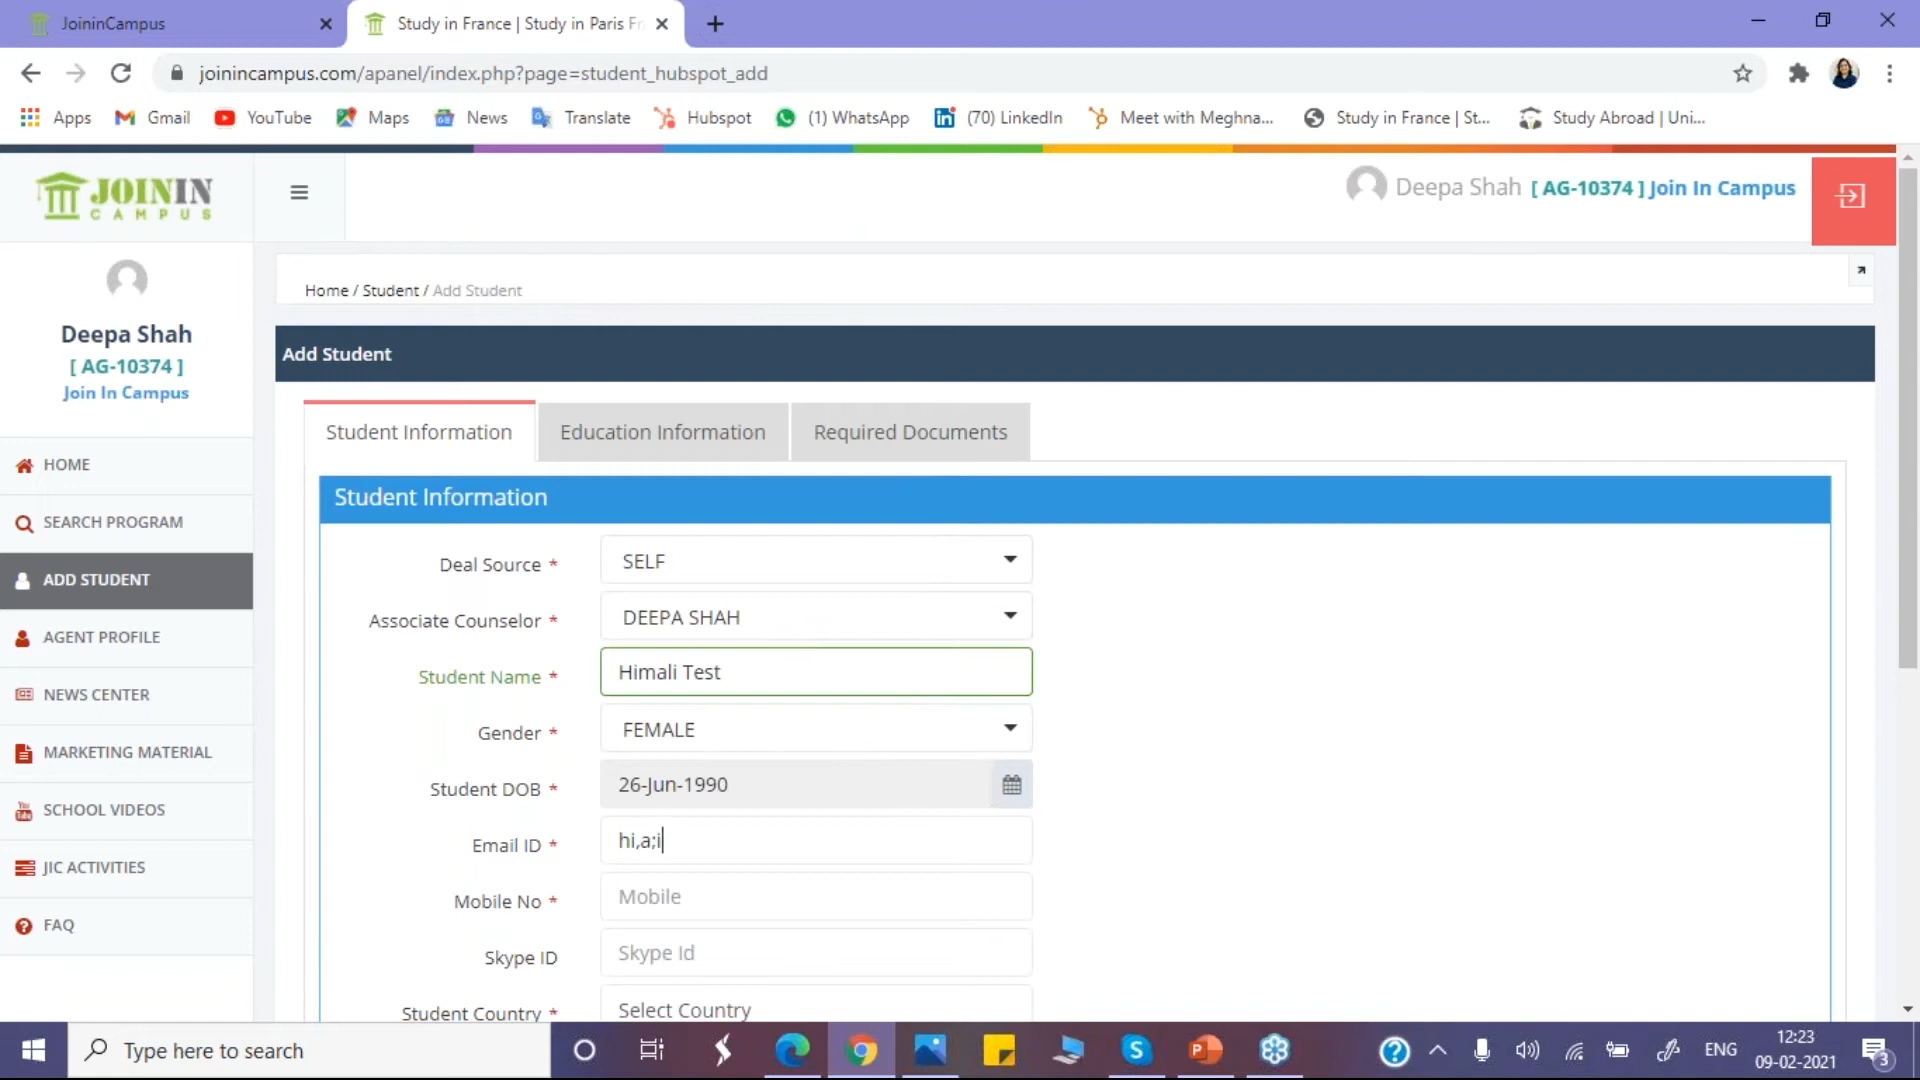 JoininCampus
Study in France | Study in Paris Fr
joinincampus.com/apanel/index.php?page=student_hubspot_add
Apps
Gmail
YouTube
Maps
News
Translate
Hubspot
(1) WhatsApp
(70) LinkedIn
Meet with Meghna...
Study in France | St...
Study Abroad | Uni...
JOININ
CAMPUS
Deepa Shah [ AG-10374 ] Join In Campus
Deepa Shah
[ AG-10374 ]
Join In Campus
HOME
SEARCH PROGRAM
ADD STUDENT
AGENT PROFILE
NEWS CENTER
MARKETING MATERIAL
SCHOOL VIDEOS
JIC ACTIVITIES
FAQ
Home / Student / Add Student
Add Student
Student Information
Education Information
Required Documents
Student Information
Deal Source * SELF
Associate Counselor * DEEPA SHAH
Student Name * Himali Test
Gender * FEMALE
Student DOB * 26-Jun-1990
Email ID * hi,a;i
Mobile No * Mobile
Skype ID Skype Id
Student Country * Select Country
Type here to search
ENG
12:23
09-02-2021
3